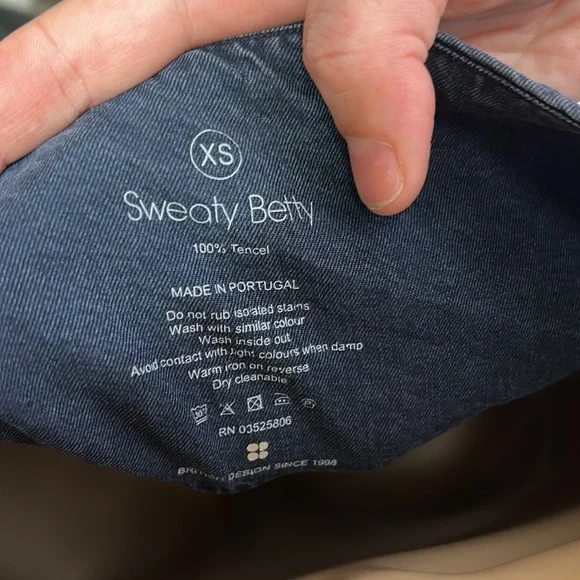 XS
Sweaty Betty
100% Tencel
MADE IN PORTUGAL
Do not rub isolated stains
Wash with similar colour
Wash inside out
Avoid contact with light colours when damp
Warm iron on reverse
Dry cleanable
30°
RN 03525806
BRITISH DESIGN SINCE 1998